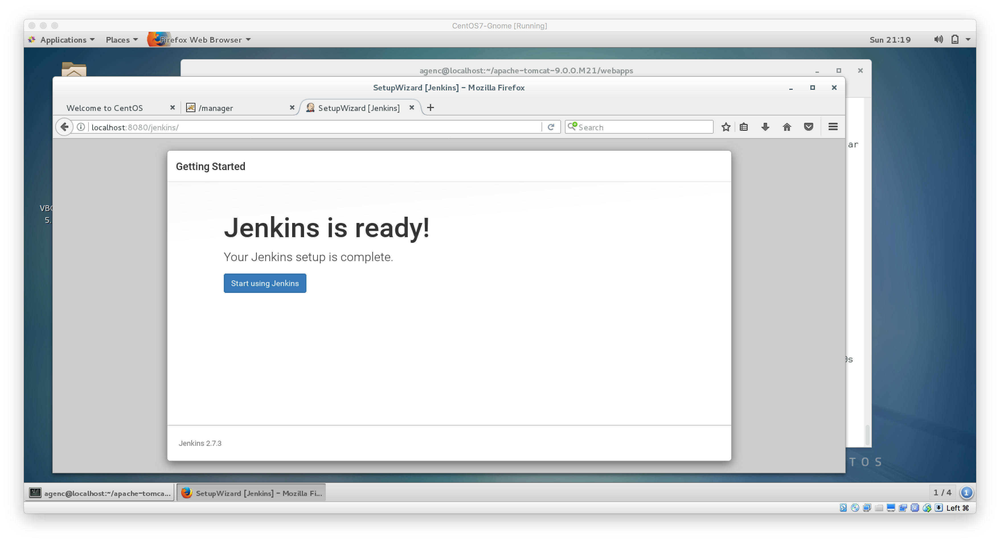 CentOS7-Gnome [Running]
Applications Places Firefox Web Browser Sun 21:19
agenc@localhost:~/apache-tomcat-9.0.0.M21/webapps
SetupWizard [Jenkins] - Mozilla Firefox
Welcome to CentOS /manager SetupWizard [Jenkins]
localhost:8080/jenkins/ Search
ar
Getting Started
VBO
5.
Jenkins is ready!
Your Jenkins setup is complete.
Start using Jenkins
0s
Jenkins 2.7.3
TOS
agenc@localhost:~/apache-tomca... SetupWizard [Jenkins] - Mozilla Fi... 1 / 4 1
Left ⌘